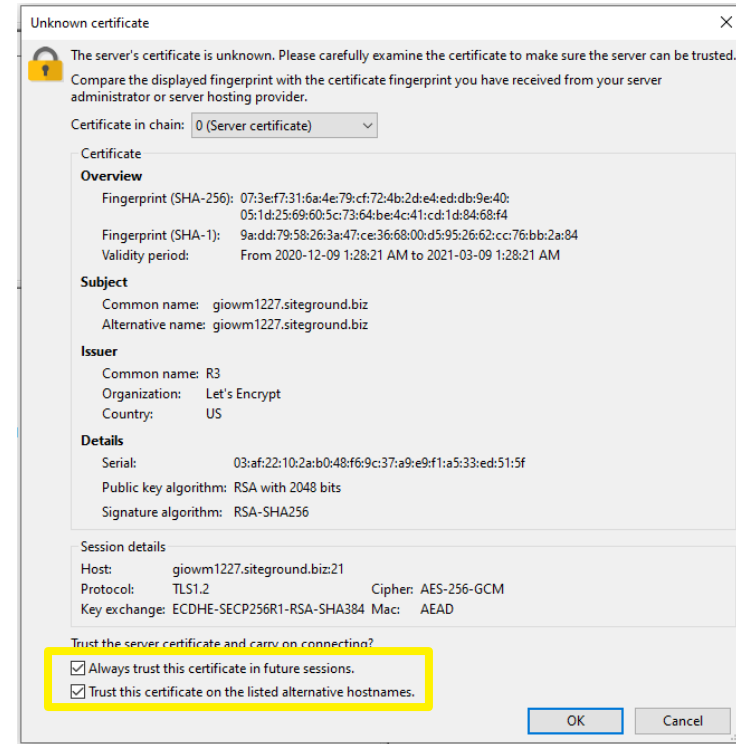 Unknown certificate
The server's certificate is unknown. Please carefully examine the certificate to make sure the server can be trusted.
Compare the displayed fingerprint with the certificate fingerprint you have received from your server
administrator or server hosting provider.
Certificate in chain: 0 (Server certificate)
Certificate
Overview
Fingerprint (SHA-256): 07:3e:f7:31:6a:4e:79:cf:72:4b:2d:e4:ed:db:9e:40:
05:1d:25:69:60:5c:73:64:be:4c:41:cd:1d:84:68:f4
Fingerprint (SHA-1): 9a:dd:79:58:26:3a:47:ce:36:68:00:d5:95:26:62:cc:76:bb:2a:84
Validity period: From 2020-12-09 1:28:21 AM to 2021-03-09 1:28:21 AM
Subject
Common name: giowm1227.siteground.biz
Alternative name: giowm1227.siteground.biz
Issuer
Common name: R3
Organization: Let's Encrypt
Country: US
Details
Serial: 03:af:22:10:2a:b0:48:f6:9c:37:a9:e9:f1:a5:33:ed:51:5f
Public key algorithm: RSA with 2048 bits
Signature algorithm: RSA-SHA256
Session details
Host: giowm1227.siteground.biz:21
Protocol: TLS1.2 Cipher: AES-256-GCM
Key exchange: ECDHE-SECP256R1-RSA-SHA384 Mac: AEAD
Trust the server certificate and carry on connecting?
Always trust this certificate in future sessions.
Trust this certificate on the listed alternative hostnames.
OK Cancel